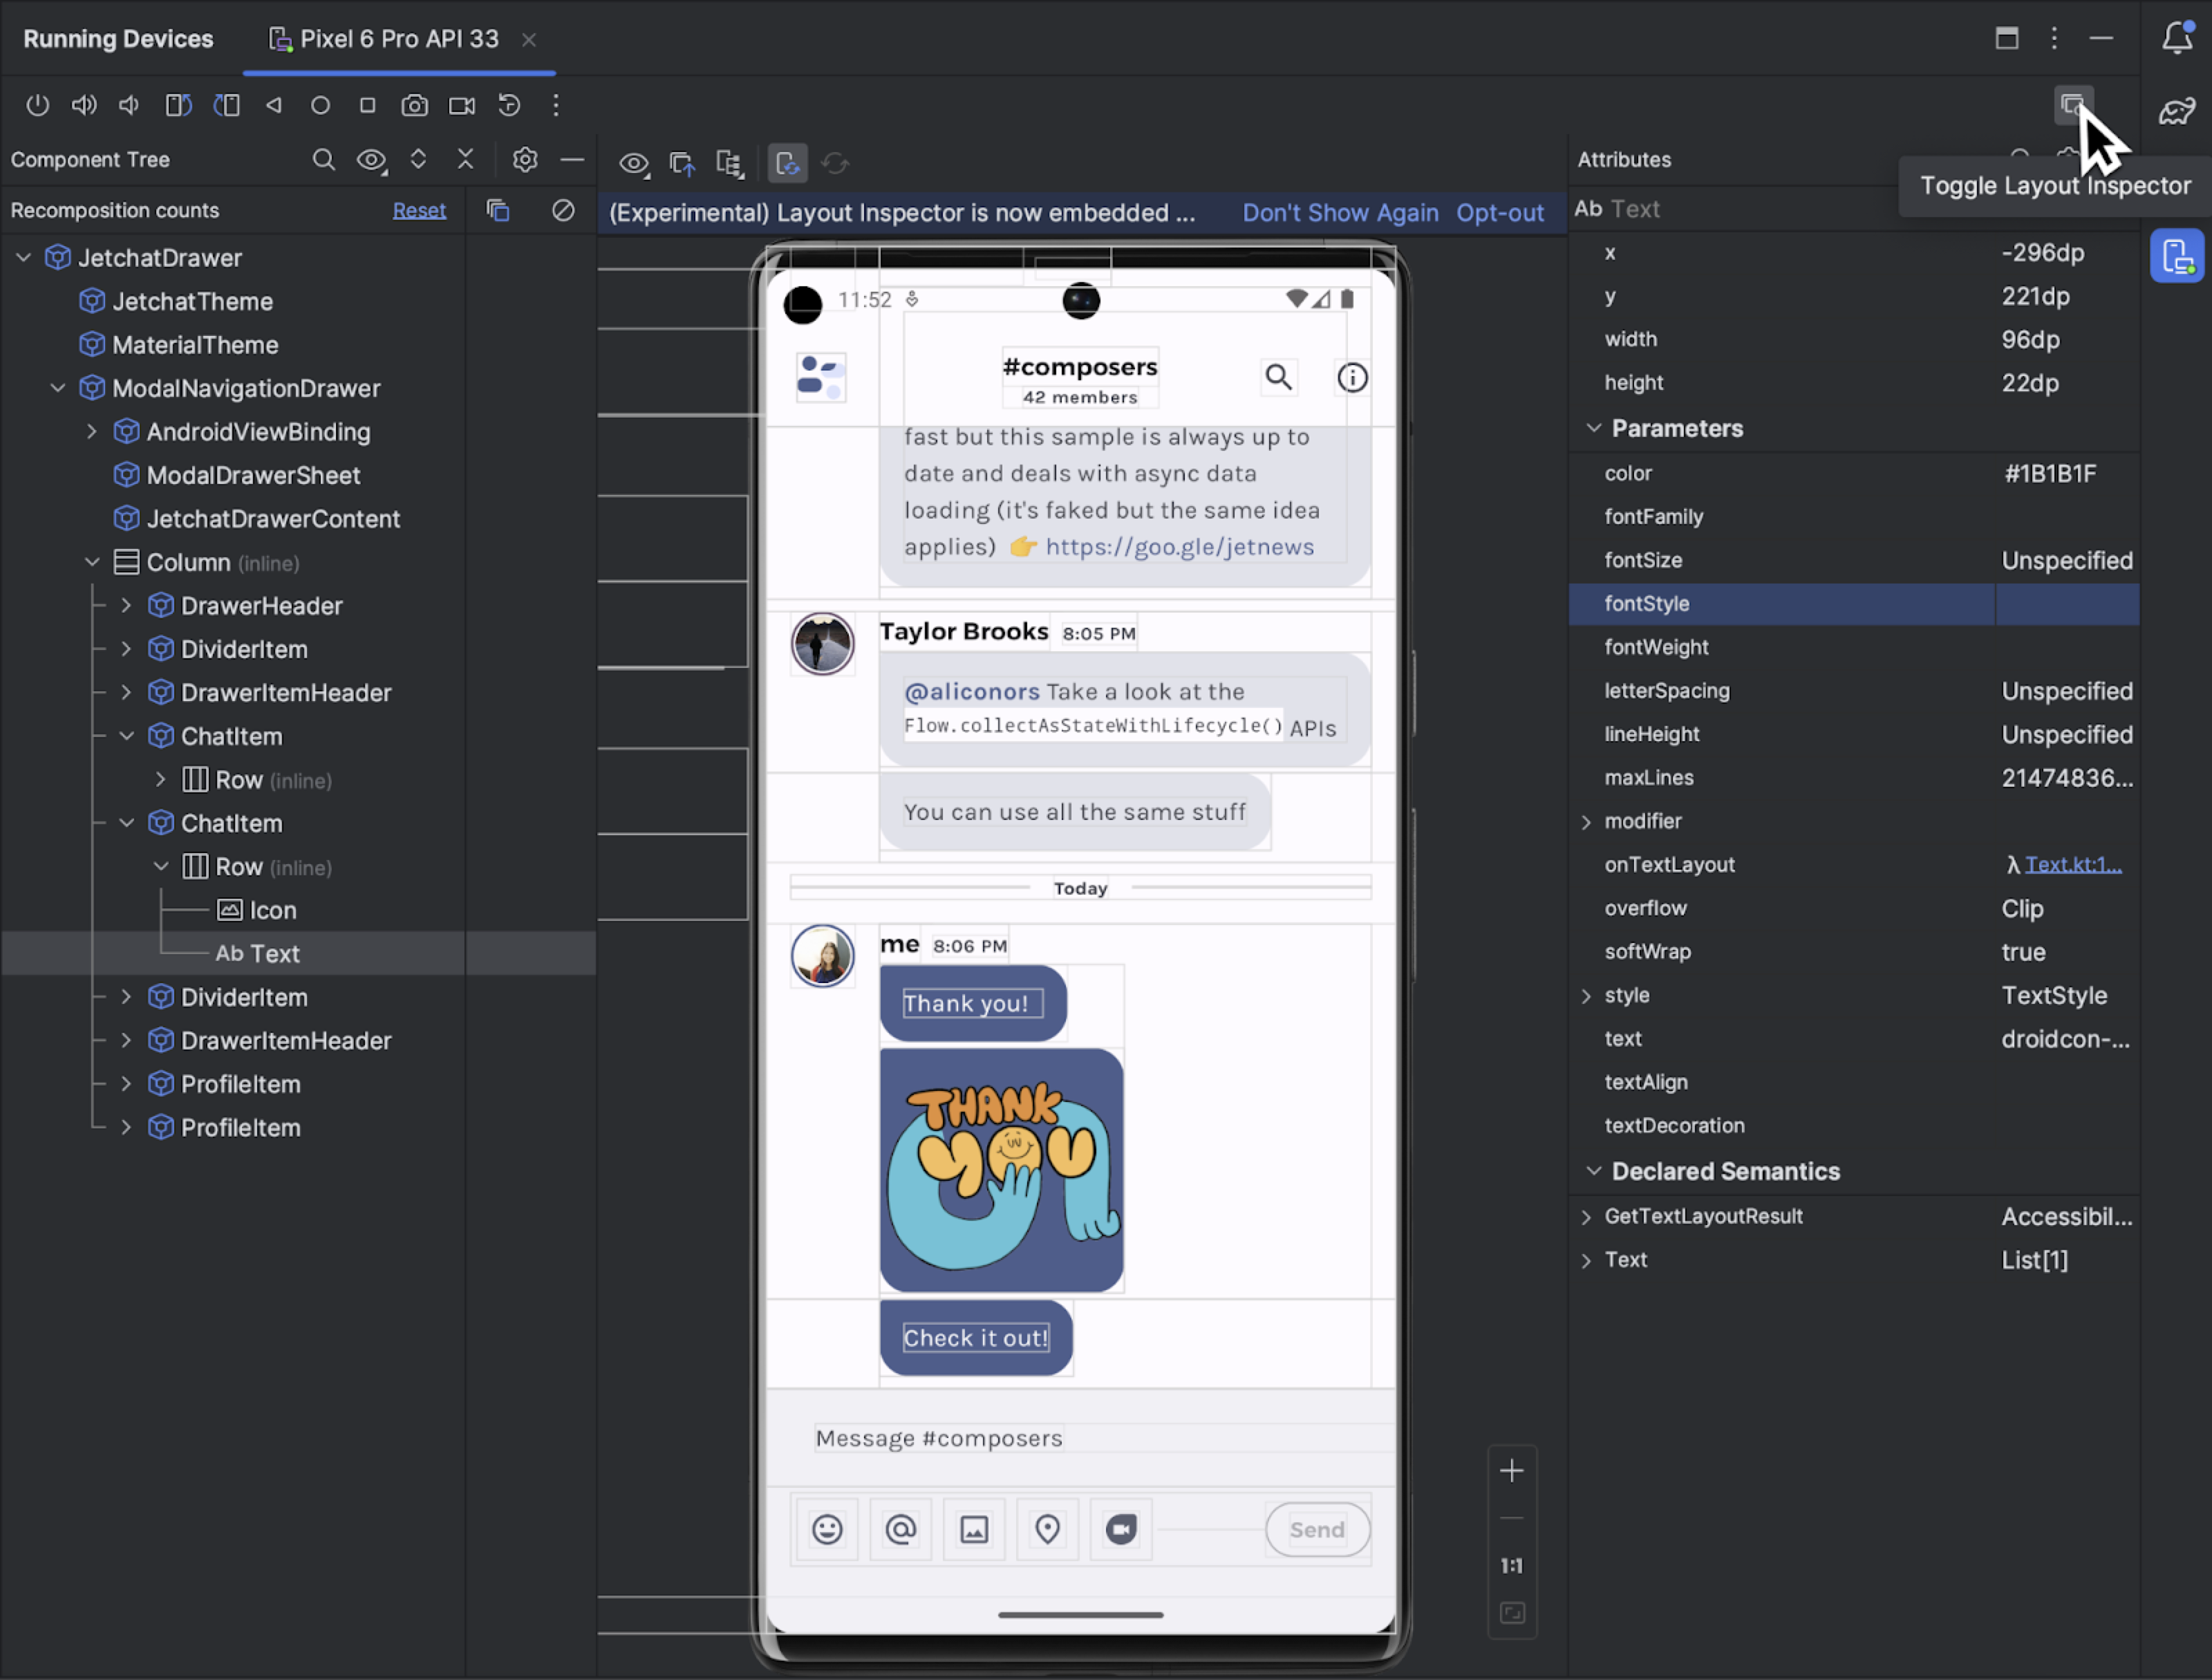 Running Devices
Pixel 6 Pro API 33
Component Tree
Recomposition counts
Reset
JetchatDrawer
JetchatTheme
MaterialTheme
ModalNavigationDrawer
AndroidViewBinding
ModalDrawerSheet
JetchatDrawerContent
Column (inline)
DrawerHeader
DividerItem
DrawerItemHeader
ChatItem
Row (inline)
ChatItem
Row (inline)
Icon
Ab Text
DividerItem
DrawerItemHeader
ProfileItem
ProfileItem
(Experimental) Layout Inspector is now embedded ...
Don't Show Again
Opt-out
11:52
#composers
42 members
fast but this sample is always up to
date and deals with async data
loading (it's faked but the same idea
applies) 👉 https://goo.gle/jetnews
Taylor Brooks 8:05 PM
@aliconors Take a look at the
Flow.collectAsStateWithLifecycle() APIs
You can use all the same stuff
Today
me 8:06 PM
Thank you!
THANK
YOU
Check it out!
Message #composers
Send
1:1
Attributes
Toggle Layout Inspector
Ab Text
x -296dp
y 221dp
width 96dp
height 22dp
Parameters
color #1B1B1F
fontFamily
fontSize Unspecified
fontStyle
fontWeight
letterSpacing Unspecified
lineHeight Unspecified
maxLines 21474836...
modifier
onTextLayout λ Text.kt:1...
overflow Clip
softWrap true
style TextStyle
text droidcon-...
textAlign
textDecoration
Declared Semantics
GetTextLayoutResult Accessibil...
Text List[1]